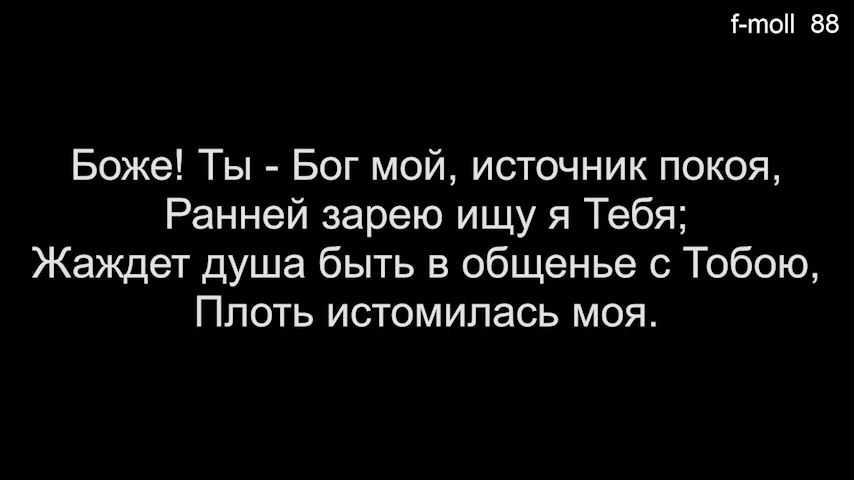 f-moll 88
Боже! Ты - Бог мой, источник покоя,
Ранней зарею ищу я Тебя;
Жаждет душа быть в общенье с Тобою,
Плоть истомилась моя.